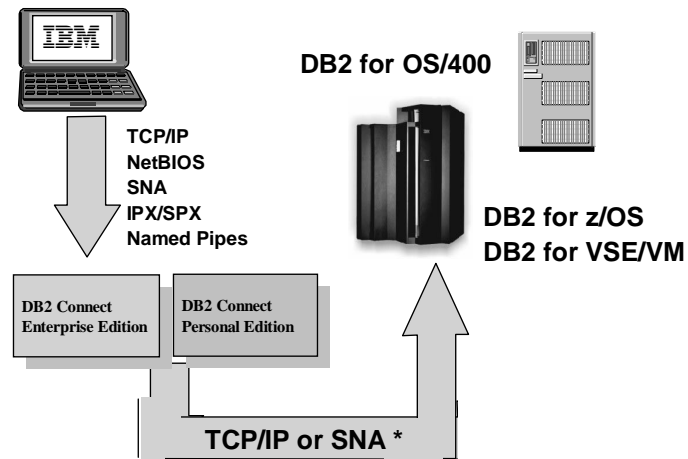 IBM
DB2 for OS/400
TCP/IP
NetBIOS
SNA
IPX/SPX
Named Pipes
DB2 for z/OS
DB2 for VSE/VM
DB2 Connect
Enterprise Edition
DB2 Connect
Personal Edition
TCP/IP or SNA *